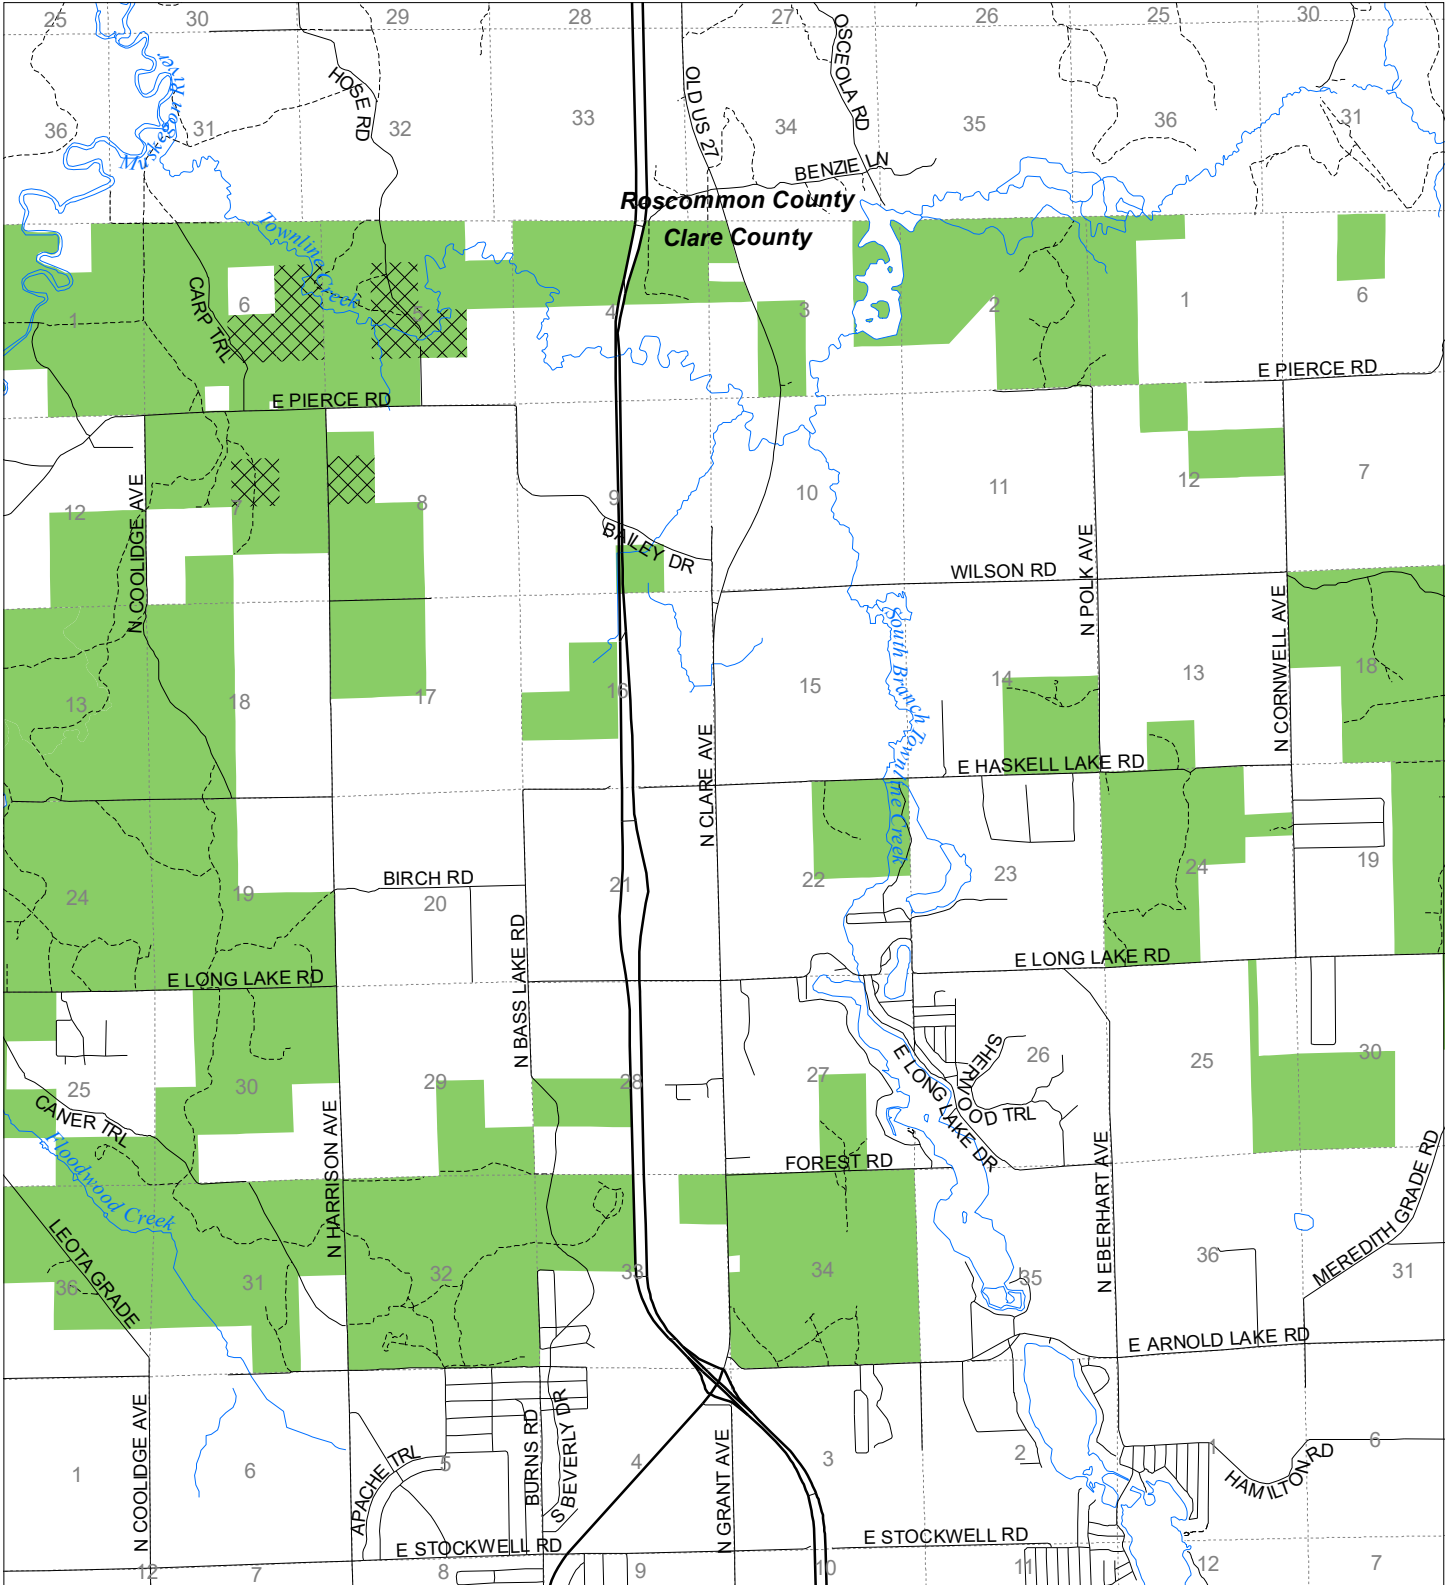 25
30
29
28
27
26
25
30
OSCEOLA RD
HOSE RD
Muskegon River
OLD US 27
36
31
32
33
34
35
36
31
BENZIE LN
Roscommon County
Clare County
Townline Creek
CARP TRL
1
6
5
4
3
2
1
6
E PIERCE RD
E PIERCE RD
N COOLIDGE AVE
12
7
8
9
10
11
12
7
BAILEY DR
WILSON RD
N POLK AVE
N CORNWELL AVE
South Branch Townline Creek
13
18
17
16
15
14
13
18
N CLARE AVE
E HASKELL LAKE RD
BIRCH RD
24
19
20
21
22
23
24
19
N BASS LAKE RD
E LONG LAKE RD
E LONG LAKE RD
SHERWOOD TRL
E LONG LAKE DR
25
30
29
28
27
26
25
30
CANER TRL
Floodwood Creek
N HARRISON AVE
FOREST RD
N EBERHART AVE
MEREDITH GRADE RD
LEOTA GRADE
36
31
32
33
34
35
36
31
E ARNOLD LAKE RD
N COOLIDGE AVE
APACHE TRL
BURNS RD
S BEVERLY DR
N GRANT AVE
HAMILTON RD
1
6
5
4
3
2
1
6
E STOCKWELL RD
E STOCKWELL RD
12
7
8
9
10
11
12
7